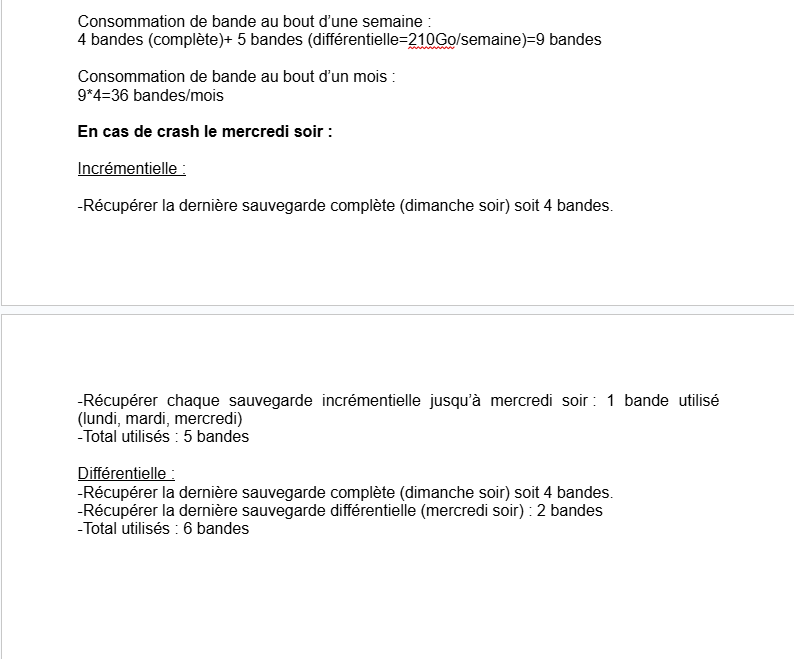 Consommation de bande au bout d’une semaine :
4 bandes (complète)+ 5 bandes (différentielle=210Go/semaine)=9 bandes
Consommation de bande au bout d’un mois :
9*4=36 bandes/mois
En cas de crash le mercredi soir :
Incrémentielle :
-Récupérer la dernière sauvegarde complète (dimanche soir) soit 4 bandes.
-Récupérer chaque sauvegarde incrémentielle jusqu’à mercredi soir : 1 bande utilisé
(lundi, mardi, mercredi)
-Total utilisés : 5 bandes
Différentielle :
-Récupérer la dernière sauvegarde complète (dimanche soir) soit 4 bandes.
-Récupérer la dernière sauvegarde différentielle (mercredi soir) : 2 bandes
-Total utilisés : 6 bandes